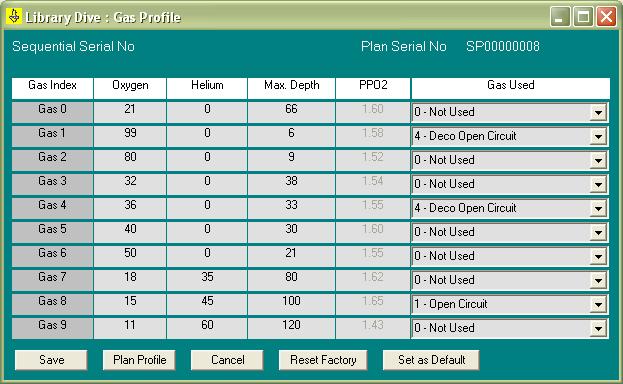 Library Dive : Gas Profile
Sequential Serial No Plan Serial No SP00000008
Gas Index Oxygen Helium Max. Depth PPO2 Gas Used
Gas 0 21 0 66 1.60 0 - Not Used
Gas 1 99 0 6 1.58 4 - Deco Open Circuit
Gas 2 80 0 9 1.52 0 - Not Used
Gas 3 32 0 38 1.54 0 - Not Used
Gas 4 36 0 33 1.55 4 - Deco Open Circuit
Gas 5 40 0 30 1.60 0 - Not Used
Gas 6 50 0 21 1.55 0 - Not Used
Gas 7 18 35 80 1.62 0 - Not Used
Gas 8 15 45 100 1.65 1 - Open Circuit
Gas 9 11 60 120 1.43 0 - Not Used
Save Plan Profile Cancel Reset Factory Set as Default